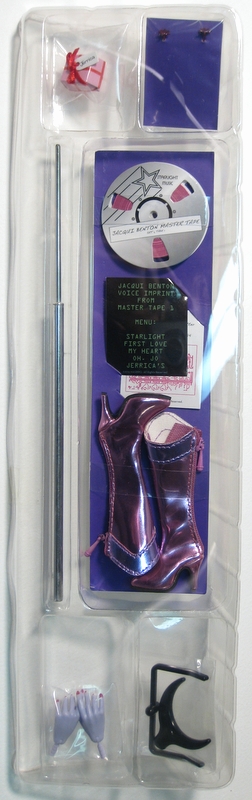 STARLIGHT
MUSIC
JACQUI BENTON MASTER TAPE
JACQUI BENTON
VOICE IMPRINT
FROM
MASTER TAPE 1
MENU:
STARLIGHT
FIRST LOVE
MY HEART
OH, JO
JERRICA'S